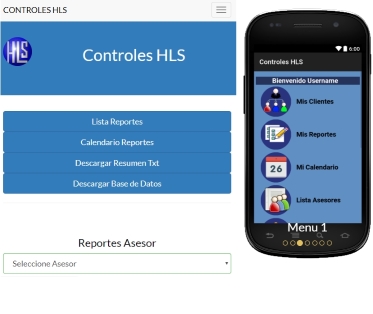 CONTROLES HLS
HLS
Controles HLS
Lista Reportes
Calendario Reportes
Descargar Resumen Txt
Descargar Base de Datos
Reportes Asesor
Seleccione Asesor
6:00
Controles HLS
Bienvenido Username
Mis Clientes
Mis Reportes
26
Mi Calendario
Lista Asesores
Menu 1